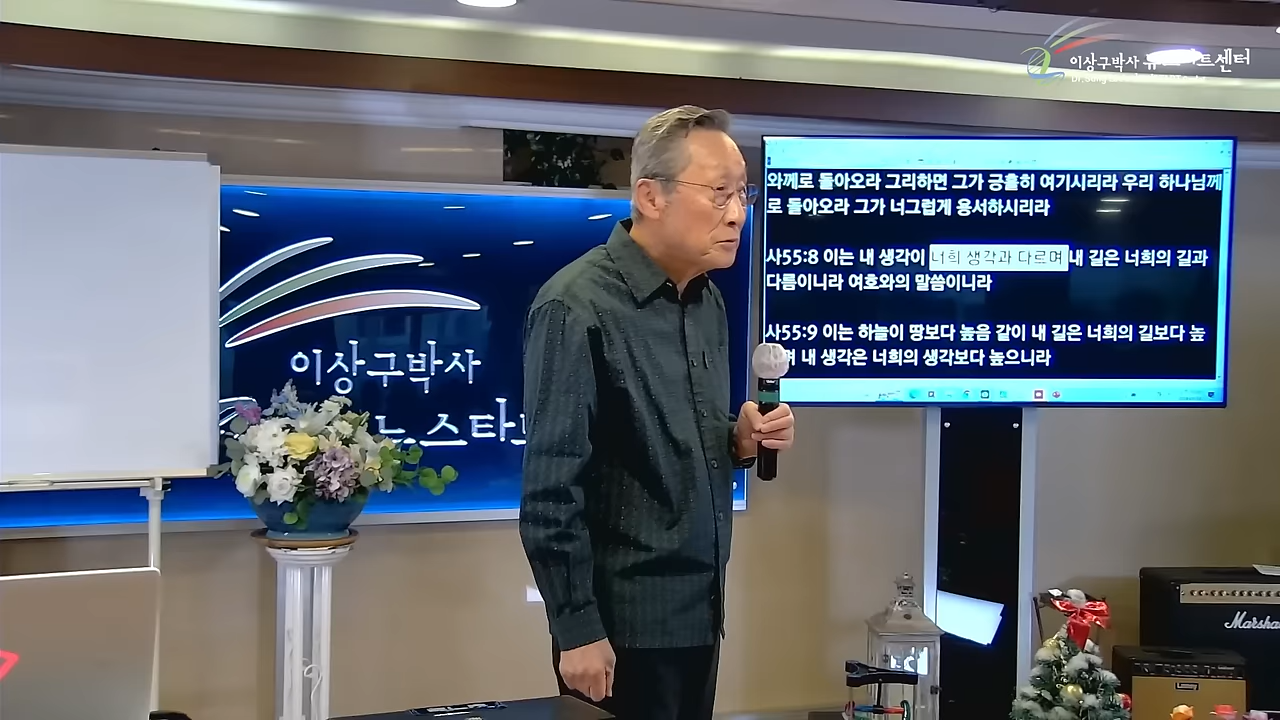 이상구박사
센터
와께로 돌아오라 그리하면 그가 긍휼히 여기시리라 우리 하나님께
로 돌아오라 그가 너그럽게 용서하시리라
사55:8 이는 내 생각이 너희 생각과 다르며 내 길은 너희의 길과
다름이니라 여호와의 말씀이니라
사55:9 이는 하늘이 땅보다 높음 같이 내 길은 너희의 길보다 높
내 생각은 너희의 생각보다 높으니라
이상구박사
뉴스타
Marsha
Laney